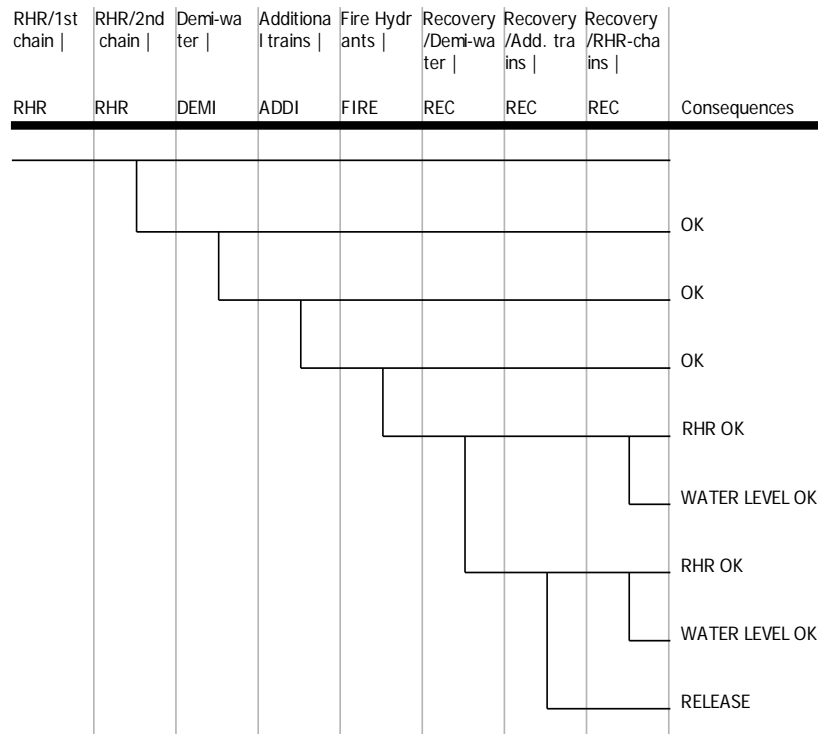 RHR/1st RHR/2nd Demi-wa Additiona Fire Hydr Recovery Recovery Recovery
chain | chain | ter | l trains | ants | /Demi-wa /Add. tra /RHR-cha
ter | ins | ins |
RHR RHR DEMI ADDI FIRE REC REC REC Consequences
OK
OK
OK
RHR OK
WATER LEVEL OK
RHR OK
WATER LEVEL OK
RELEASE